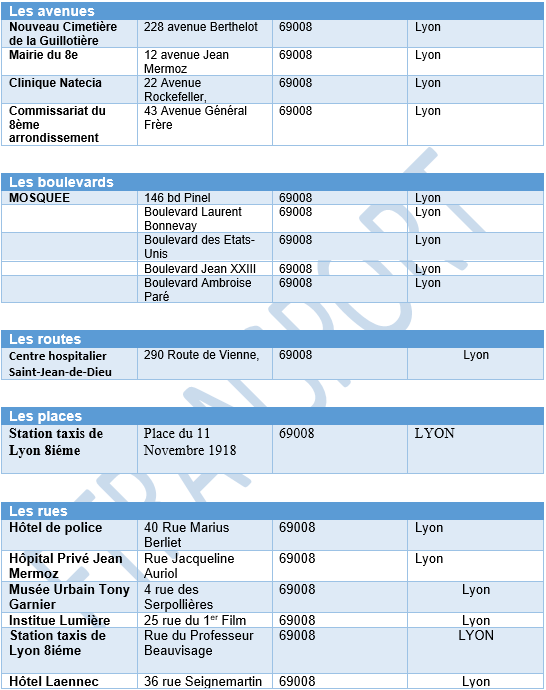 Les avenues
Nouveau Cimetière de la Guillotière 228 avenue Berthelot 69008 Lyon
Mairie du 8e 12 avenue Jean Mermoz 69008 Lyon
Clinique Natecia 22 Avenue Rockefeller, 69008 Lyon
Commissariat du 8ème arrondissement 43 Avenue Général Frère 69008 Lyon
Les boulevards
MOSQUEE 146 bd Pinel 69008 Lyon
Boulevard Laurent Bonnevay 69008 Lyon
Boulevard des Etats-Unis 69008 Lyon
Boulevard Jean XXIII 69008 Lyon
Boulevard Ambroise Paré 69008 Lyon
Les routes
Centre hospitalier Saint-Jean-de-Dieu 290 Route de Vienne, 69008 Lyon
Les places
Station taxis de Lyon 8iéme Place du 11 Novembre 1918 69008 LYON
Les rues
Hôtel de police 40 Rue Marius Berliet 69008 Lyon
Hôpital Privé Jean Mermoz Rue Jacqueline Auriol 69008 Lyon
Musée Urbain Tony Garnier 4 rue des Serpollières 69008 Lyon
Institue Lumière 25 rue du 1er Film 69008 Lyon
Station taxis de Lyon 8iéme Rue du Professeur Beauvisage 69008 LYON
Hôtel Laennec 36 rue Seignemartin 69008 Lyon